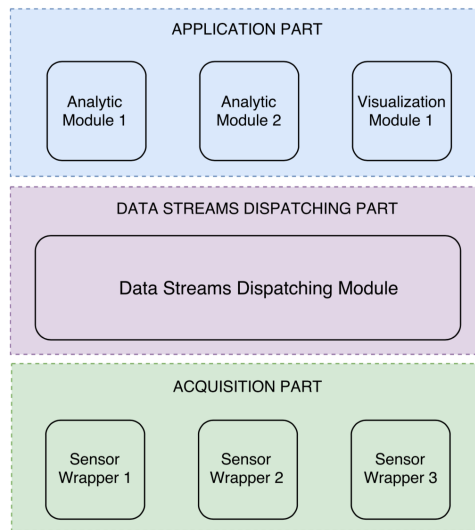 APPLICATION PART
Analytic
Module 1
Analytic
Module 2
Visualization
Module 1
DATA STREAMS DISPATCHING PART
Data Streams Dispatching Module
ACQUISITION PART
Sensor
Wrapper 1
Sensor
Wrapper 2
Sensor
Wrapper 3